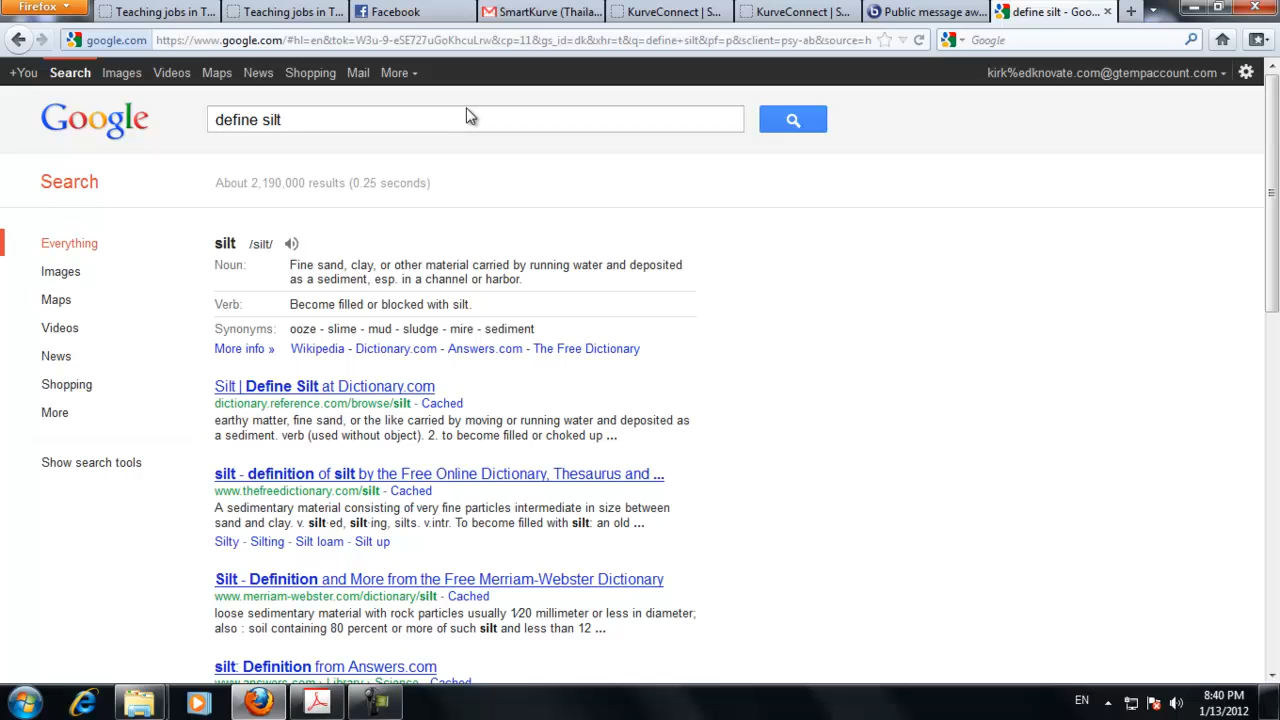 Firefox
Teaching jobs in T...
Teaching jobs in T...
Facebook
SmartKurve (Thaila...
KurveConnect | S...
KurveConnect | S...
Public message aw...
define silt - Goo...
google.com
https://www.google.com/#hl=en&tok=W3u-9-eSE727uGoKhcuLrw&cp=11&gs_id=dk&xhr=t&q=define+silt&pf=p&sclient=psy-ab&source=h
Google
+You Search Images Videos Maps News Shopping Mail More
kirk%edknovate.com@gtempaccount.com
Google
define silt
Search
About 2,190,000 results (0.25 seconds)
Everything
Images
Maps
Videos
News
Shopping
More
Show search tools
silt /silt/
Noun: Fine sand, clay, or other material carried by running water and deposited
as a sediment, esp. in a channel or harbor.
Verb: Become filled or blocked with silt.
Synonyms: ooze - slime - mud - sludge - mire - sediment
More info » Wikipedia - Dictionary.com - Answers.com - The Free Dictionary
Silt | Define Silt at Dictionary.com
dictionary.reference.com/browse/silt - Cached
earthy matter, fine sand, or the like carried by moving or running water and deposited as
a sediment. verb (used without object). 2. to become filled or choked up ...
silt - definition of silt by the Free Online Dictionary, Thesaurus and ...
www.thefreedictionary.com/silt - Cached
A sedimentary material consisting of very fine particles intermediate in size between
sand and clay. v. silt·ed, silt·ing, silts. v.intr. To become filled with silt: an old ...
Silty - Silting - Silt loam - Silt up
Silt - Definition and More from the Free Merriam-Webster Dictionary
www.merriam-webster.com/dictionary/silt - Cached
loose sedimentary material with rock particles usually 1⁄20 millimeter or less in diameter;
also : soil containing 80 percent or more of such silt and less than 12 ...
silt: Definition from Answers.com
www.answers.com › Library › Science - Cached
EN
8:40 PM
1/13/2012